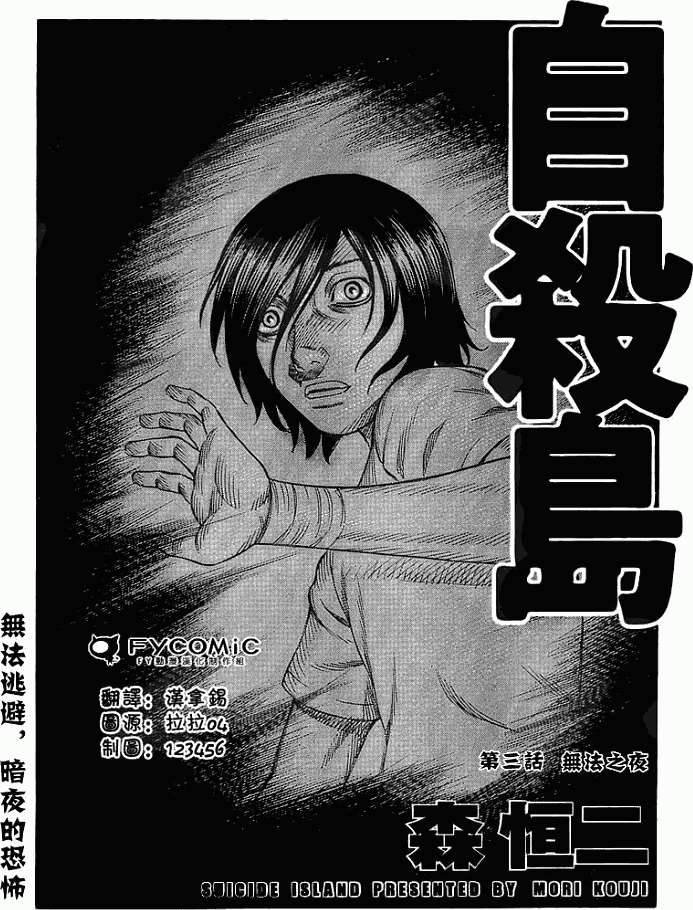 自殺島
FYCOMiC
FY動漫漢化製作組
翻譯：漢拿錫
圖源：拉拉04
制圖：123456
第三話 無法之夜
森 恒二
SUICIDE ISLAND PRESENTED BY MORI KOUJI
無法逃避，暗夜的恐怖